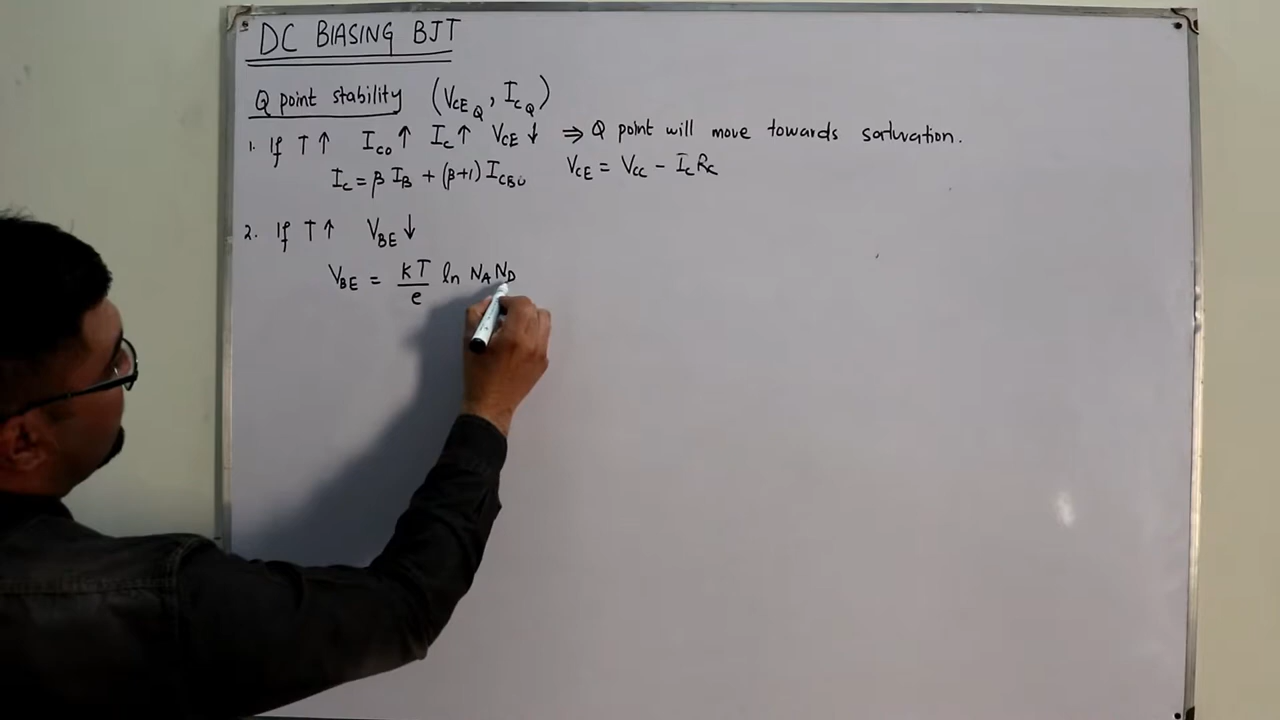 DC BIASING BJT
Q point stability (VCEQ, ICQ)
1. If T↑ ICO↑ IC↑ VCE↓ ⇒ Q point will move towards saturation.
IC = β IB + (β+1) ICBO VCE = VCC - IC RC
2. If T↑ VBE↓
VBE = kT/e ln NA ND